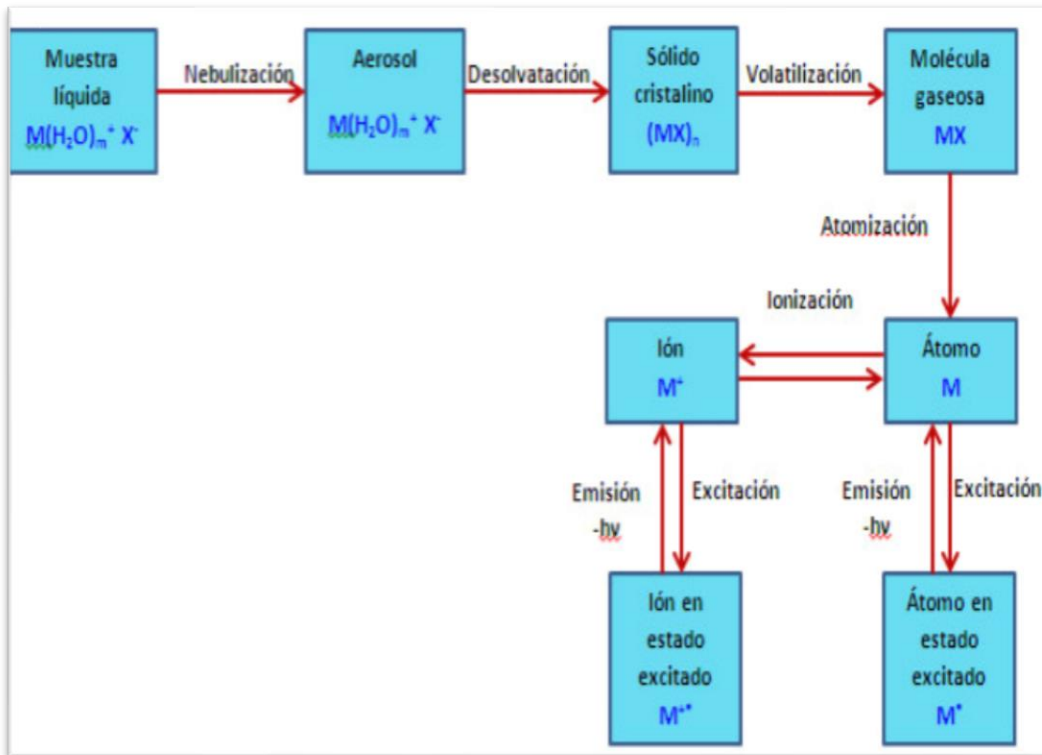 Muestra
líquida
M(H₂O)ₘ⁺ X⁻
Nebulización
Aerosol
M(H₂O)ₘ⁺ X⁻
Desolvatación
Sólido
cristalino
(MX)ₙ
Volatilización
Molécula
gaseosa
MX
Atomización
Ionización
Ión
M⁺
Átomo
M
Emisión
-hν
Excitación
Emisión
-hν
Excitación
Ión en
estado
excitado
M⁺*
Átomo en
estado
excitado
M*